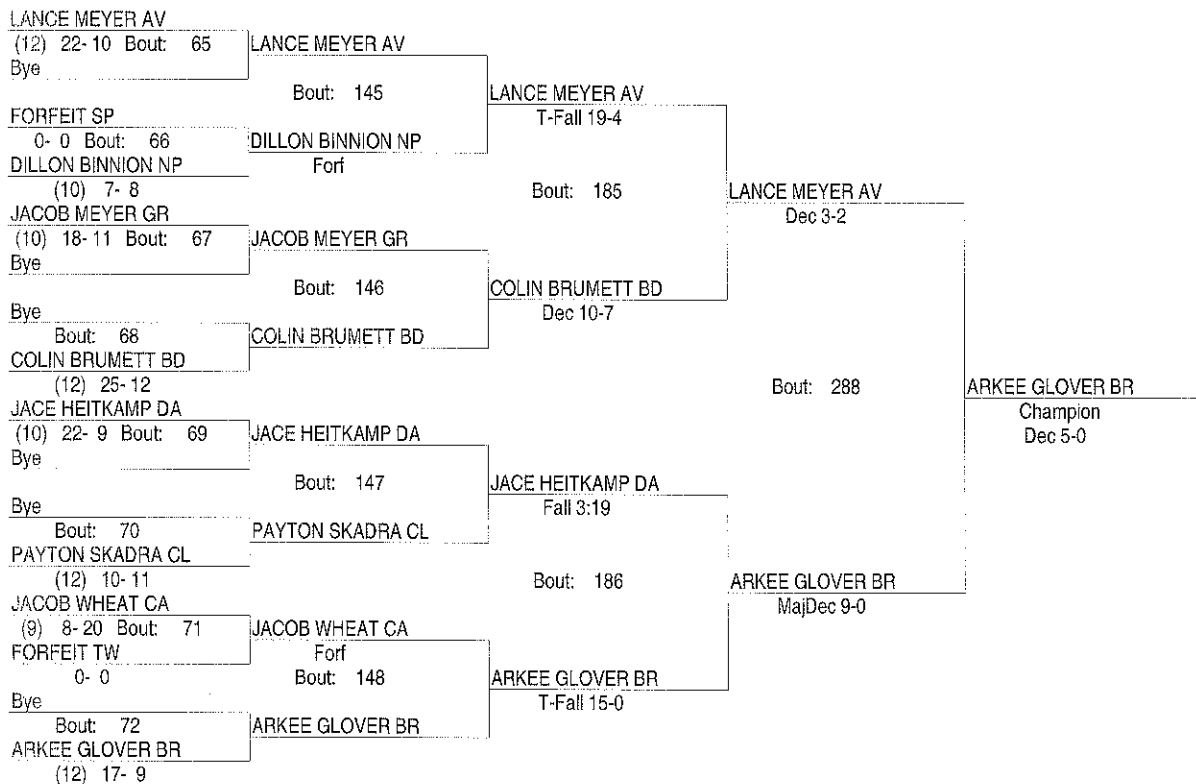 LANCE MEYER AV
(12) 22- 10 Bout: 65
Bye
FORFEIT SP
0- 0 Bout: 66
DILLON BINNION NP
(10) 7- 8
JACOB MEYER GR
(10) 18- 11 Bout: 67
Bye
Bye
Bout: 68
COLIN BRUMETT BD
(12) 25- 12
JACE HEITKAMP DA
(10) 22- 9 Bout: 69
Bye
Bye
Bout: 70
PAYTON SKADRA CL
(12) 10- 11
JACOB WHEAT CA
(9) 8- 20 Bout: 71
FORFEIT TW
0- 0
Bye
Bout: 72
ARKEE GLOVER BR
(12) 17- 9
LANCE MEYER AV
Bout: 145
DILLON BINNION NP
Forf
JACOB MEYER GR
Bout: 146
COLIN BRUMETT BD
JACE HEITKAMP DA
Bout: 147
PAYTON SKADRA CL
JACOB WHEAT CA
Forf
Bout: 148
ARKEE GLOVER BR
LANCE MEYER AV
T-Fall 19-4
Bout: 185
COLIN BRUMETT BD
Dec 10-7
JACE HEITKAMP DA
Fall 3:19
Bout: 186
ARKEE GLOVER BR
T-Fall 15-0
LANCE MEYER AV
Dec 3-2
Bout: 288
ARKEE GLOVER BR
MajDec 9-0
ARKEE GLOVER BR
Champion
Dec 5-0